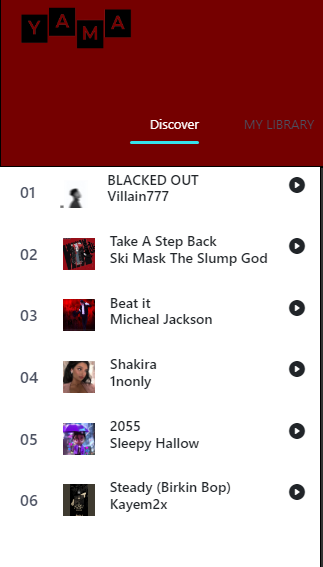 YAMA
Discover MY LIBRARY
01 BLACKED OUT
Villain777
02 Take A Step Back
Ski Mask The Slump God
03 Beat it
Micheal Jackson
04 Shakira
1nonly
05 2055
Sleepy Hallow
06 Steady (Birkin Bop)
Kayem2x